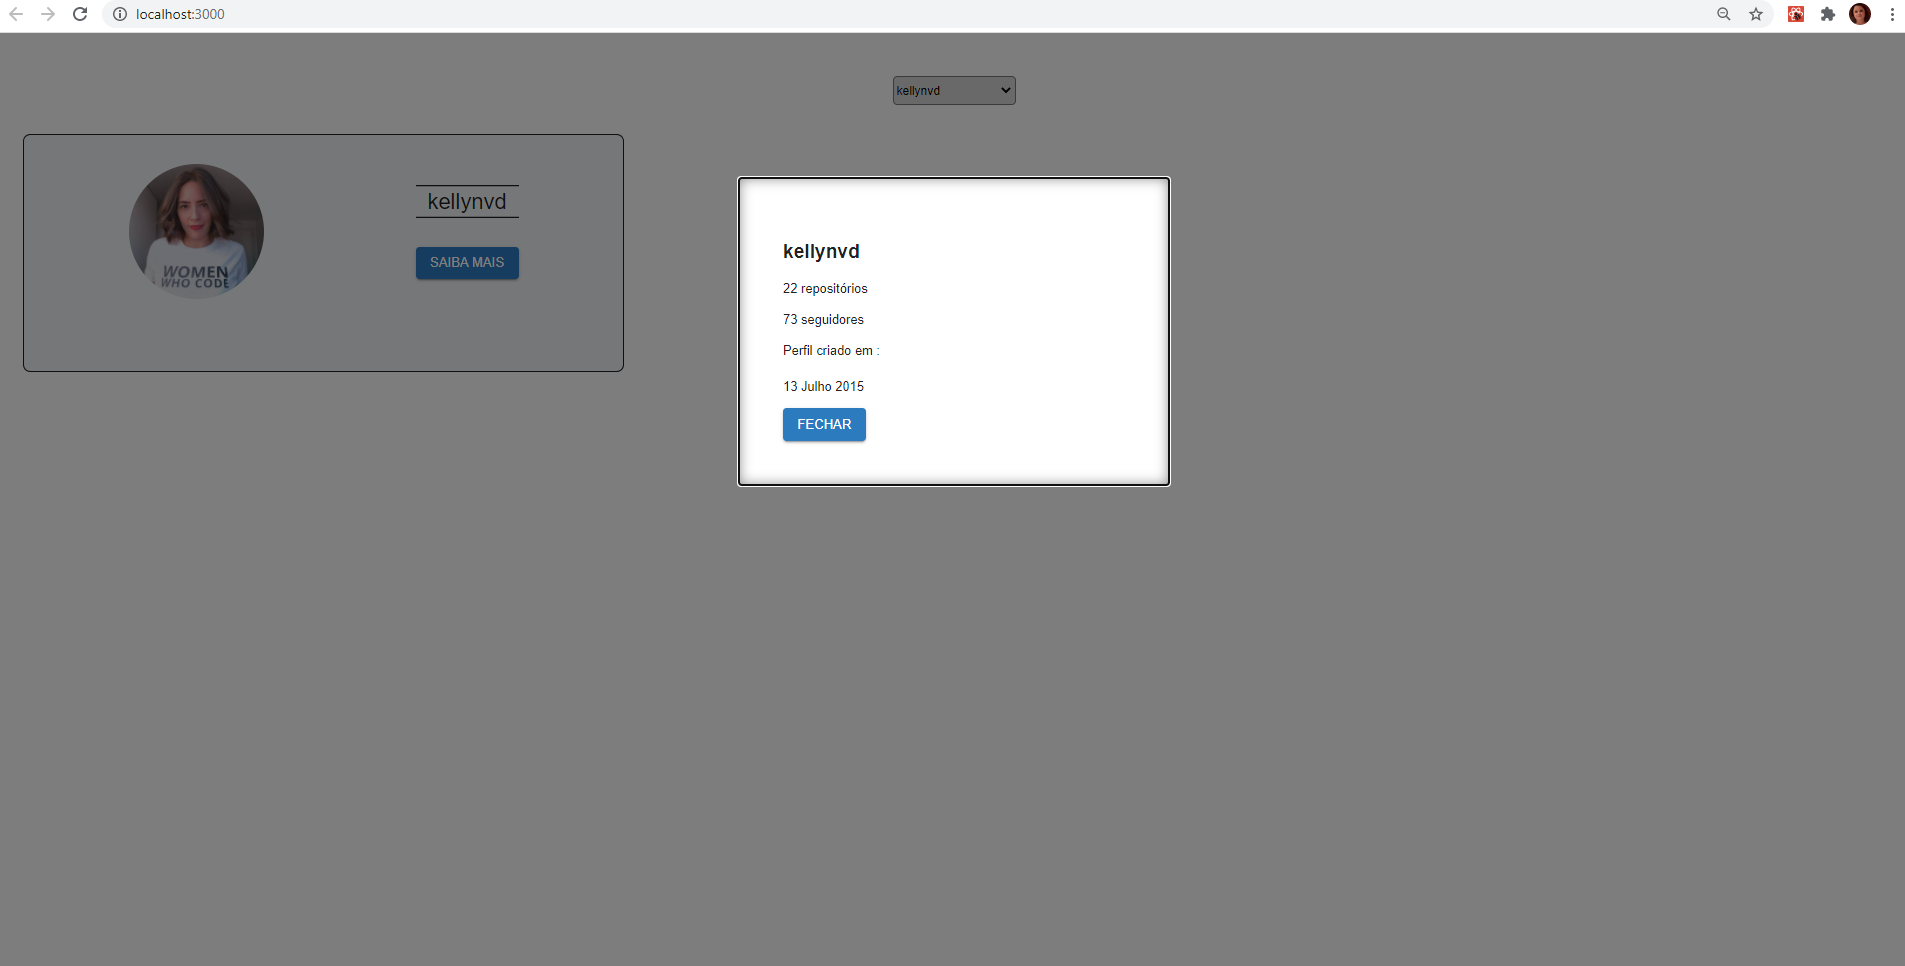 localhost:3000
kellynvd
kellynvd
SAIBA MAIS
WOMEN
WHO CODE
kellynvd
22 repositórios
73 seguidores
Perfil criado em :
13 Julho 2015
FECHAR